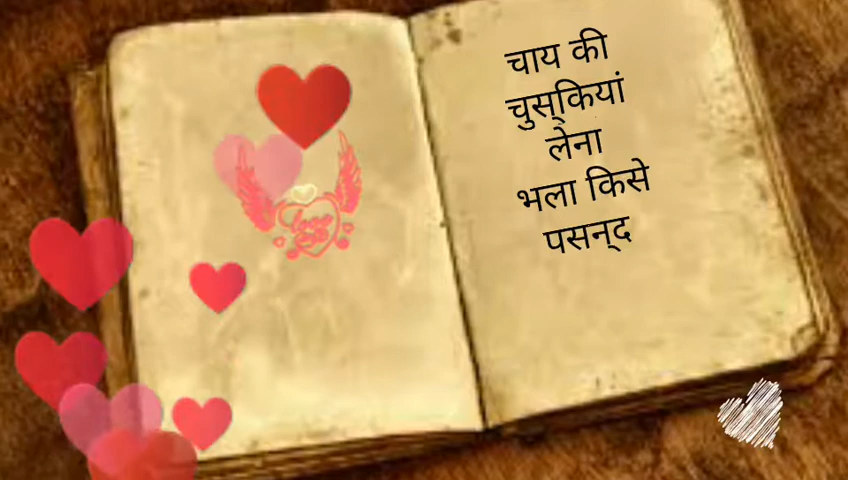 चाय की
चुस्कियां
लेना
भला किसे
पसन्द